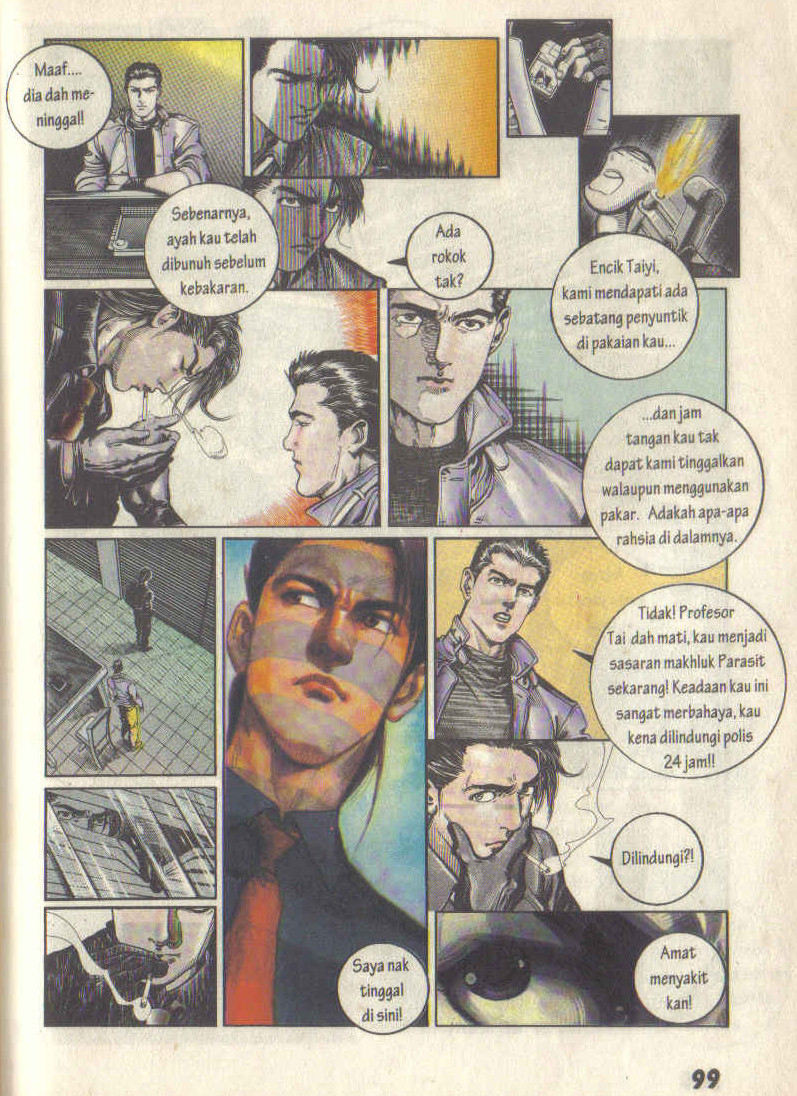 Maaf....
dia dah me-
ninggal!
Sebenarnya,
ayah kau telah
dibunuh sebelum
kebakaran.
Ada
rokok
tak?
Encik Taiyi,
kami mendapati ada
sebatang penyuntik
di pakaian kau...
...dan jam
tangan kau tak
dapat kami tinggalkan
walaupun menggunakan
pakar. Adakah apa-apa
rahsia di dalamnya.
Tidak! Profesor
Tai dah mati, kau menjadi
sasaran makhluk Parasit
sekarang! Keadaan kau ini
sangat merbahaya, kau
kena dilindungi polis
24 jam!!
Dilindungi?!
Saya nak
tinggal
di sini!
Amat
menyakit
kan!
99